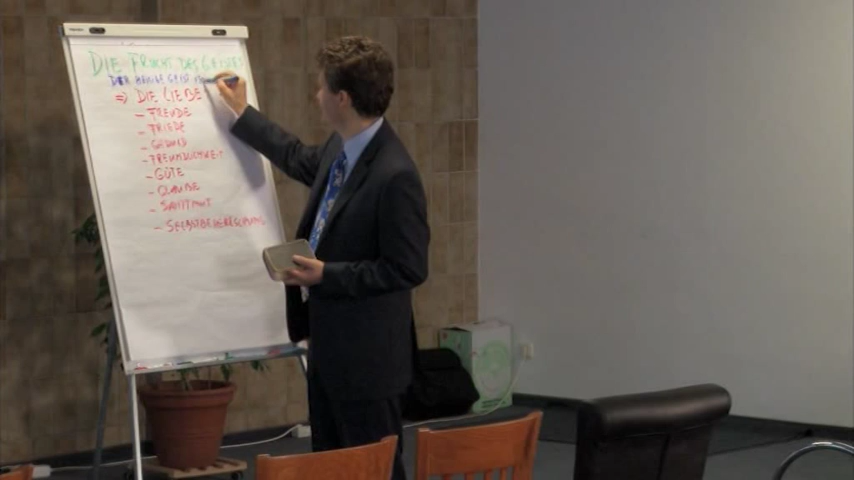 DIE FRUCHT DES GEISTES
DER HEILIGE GEIST
⇒ DIE LIEBE
- FREUDE
- FRIEDE
- GEDULD
- FREUNDLICHKEIT
- GÜTE
- GLAUBE
- SANFTMUT
- SELBSTBEHERRSCHUNG